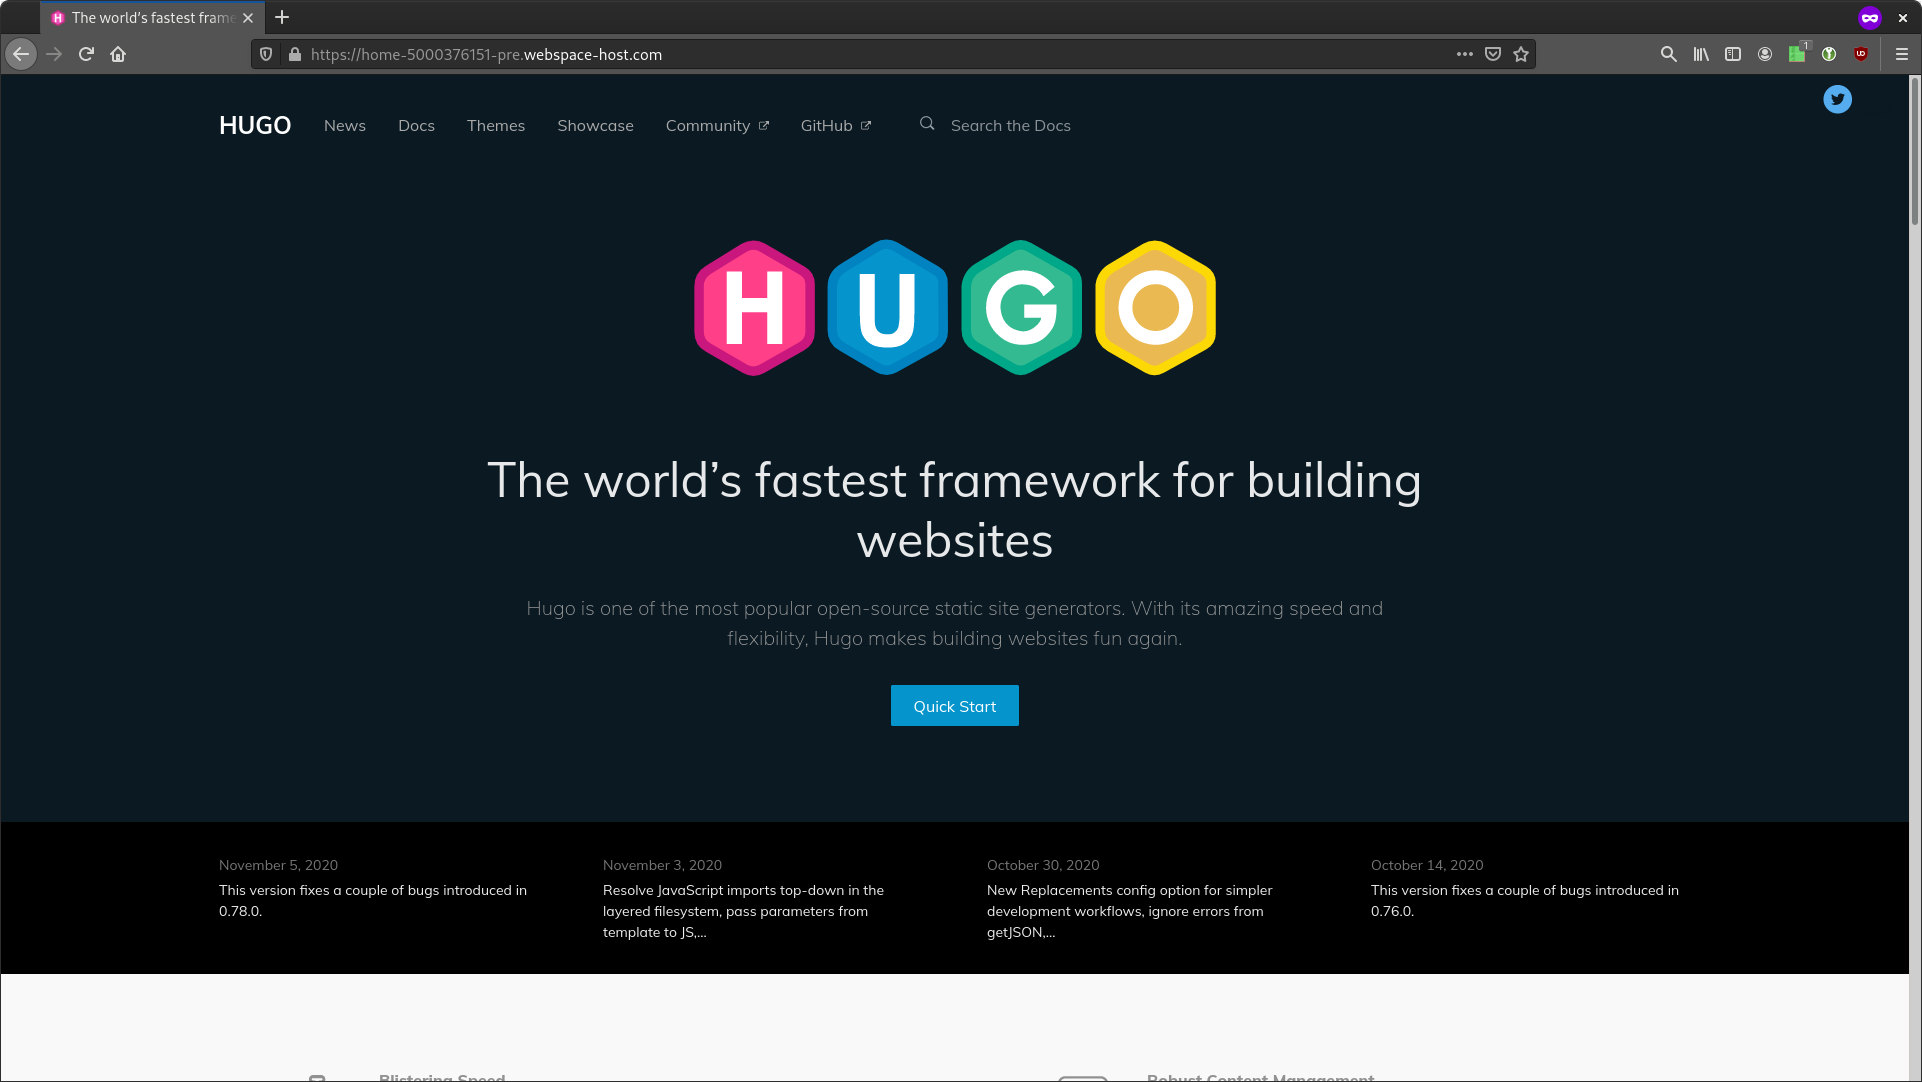 The world's fastest frame
https://home-5000376151-pre.webspace-host.com
1
HUGO News Docs Themes Showcase Community GitHub Search the Docs
HUGO
The world’s fastest framework for building
websites
Hugo is one of the most popular open-source static site generators. With its amazing speed and
flexibility, Hugo makes building websites fun again.
Quick Start
November 5, 2020
This version fixes a couple of bugs introduced in
0.78.0.
November 3, 2020
Resolve JavaScript imports top-down in the
layered filesystem, pass parameters from
template to JS,...
October 30, 2020
New Replacements config option for simpler
development workflows, ignore errors from
getJSON,...
October 14, 2020
This version fixes a couple of bugs introduced in
0.76.0.
Blistering Speed
Robust Content Management